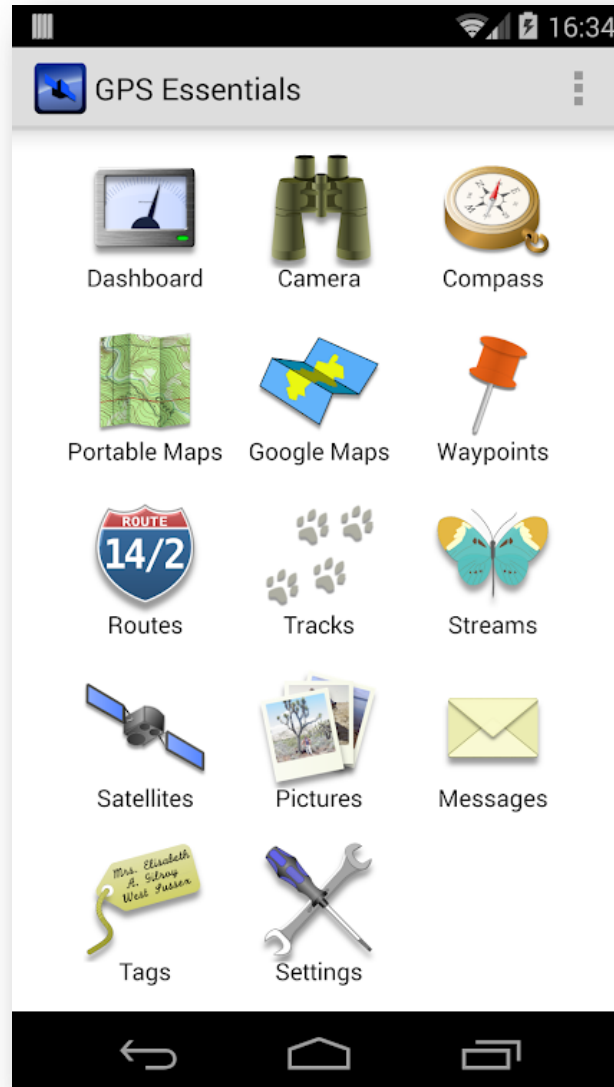 16:34
GPS Essentials
Dashboard
Camera
Compass
Portable Maps
Google Maps
Waypoints
ROUTE
14/2
Routes
Tracks
Streams
Satellites
Pictures
Messages
Mrs. Elisabeth
A. Gilroy
West Sussex
Tags
Settings